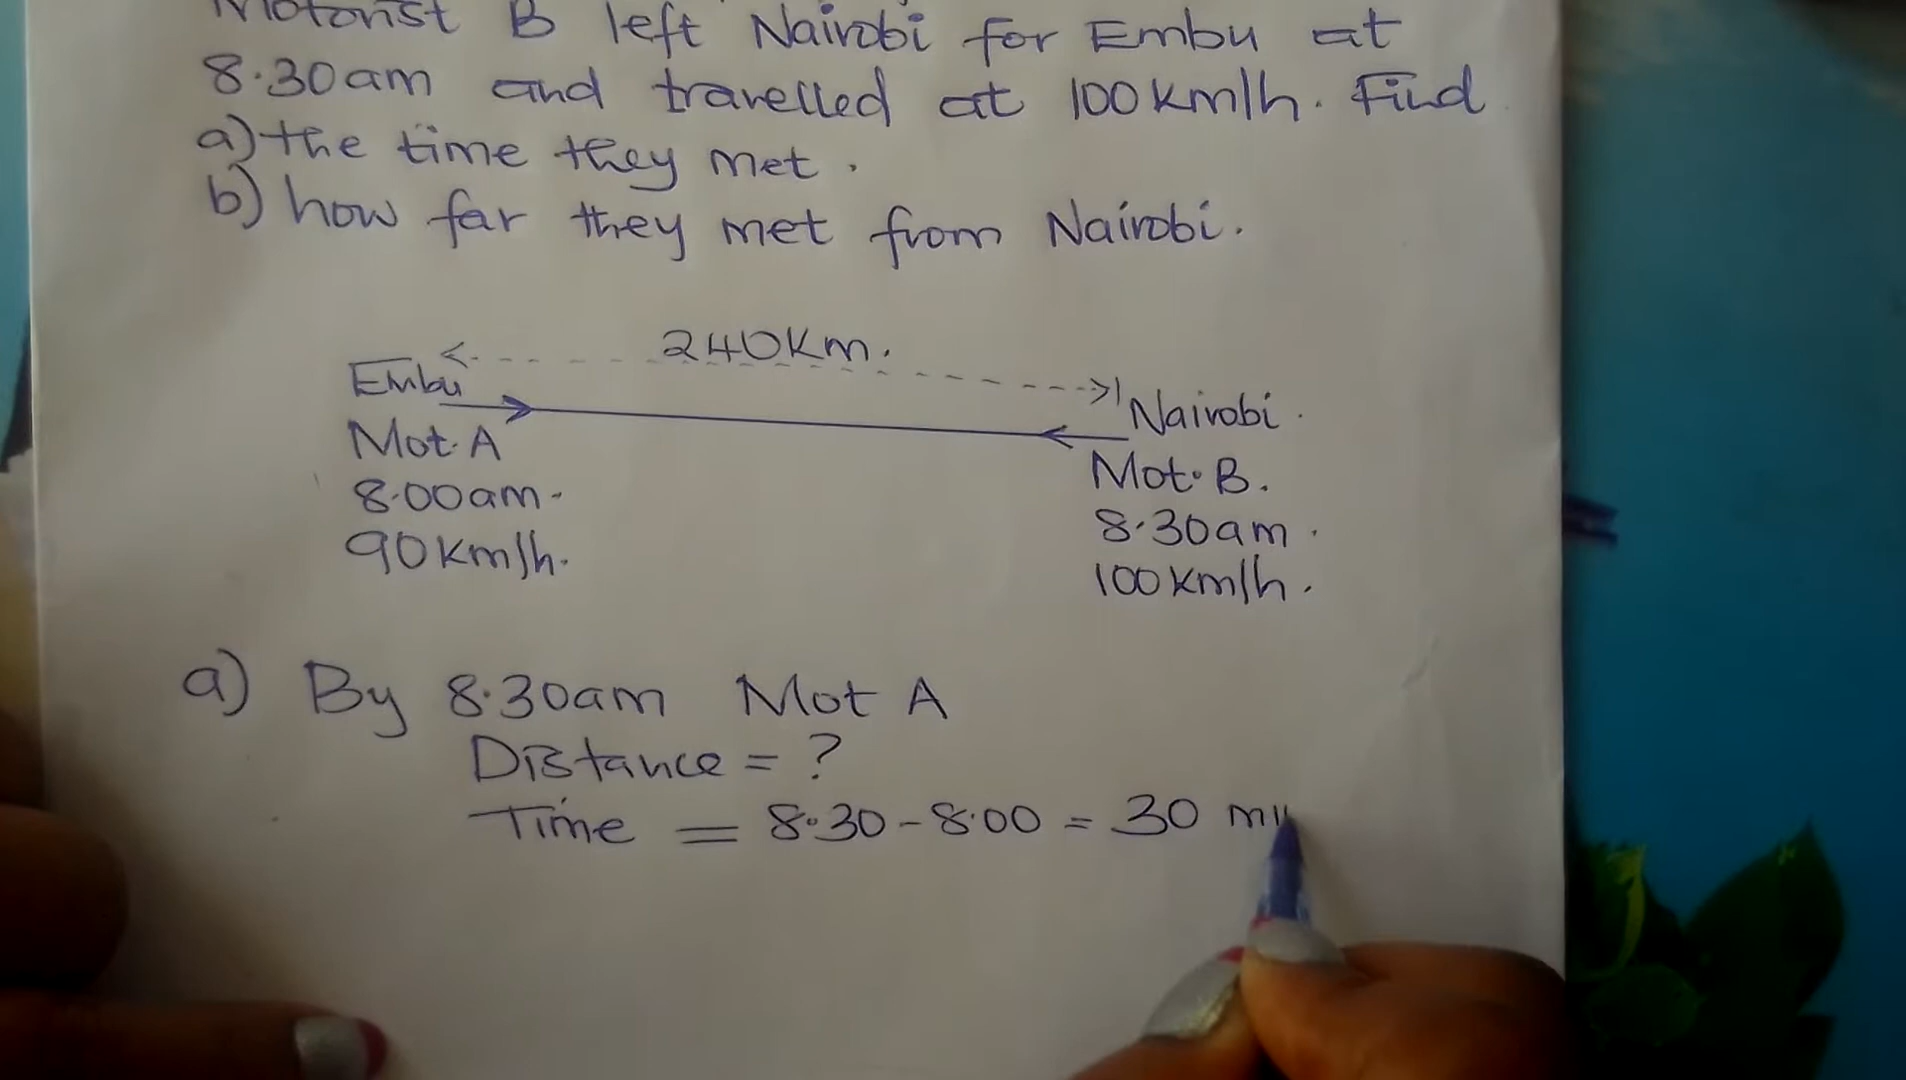 Motorist B left Nairobi for Embu at
8.30am and travelled at 100km/h. Find
a) the time they met.
b) how far they met from Nairobi.
240Km.
Embu
Nairobi
Mot. A
Mot. B.
8.00am
8.30am
90km/h.
100km/h.
a) By 8.30am Mot A
Distance = ?
Time = 8.30 - 8.00 = 30